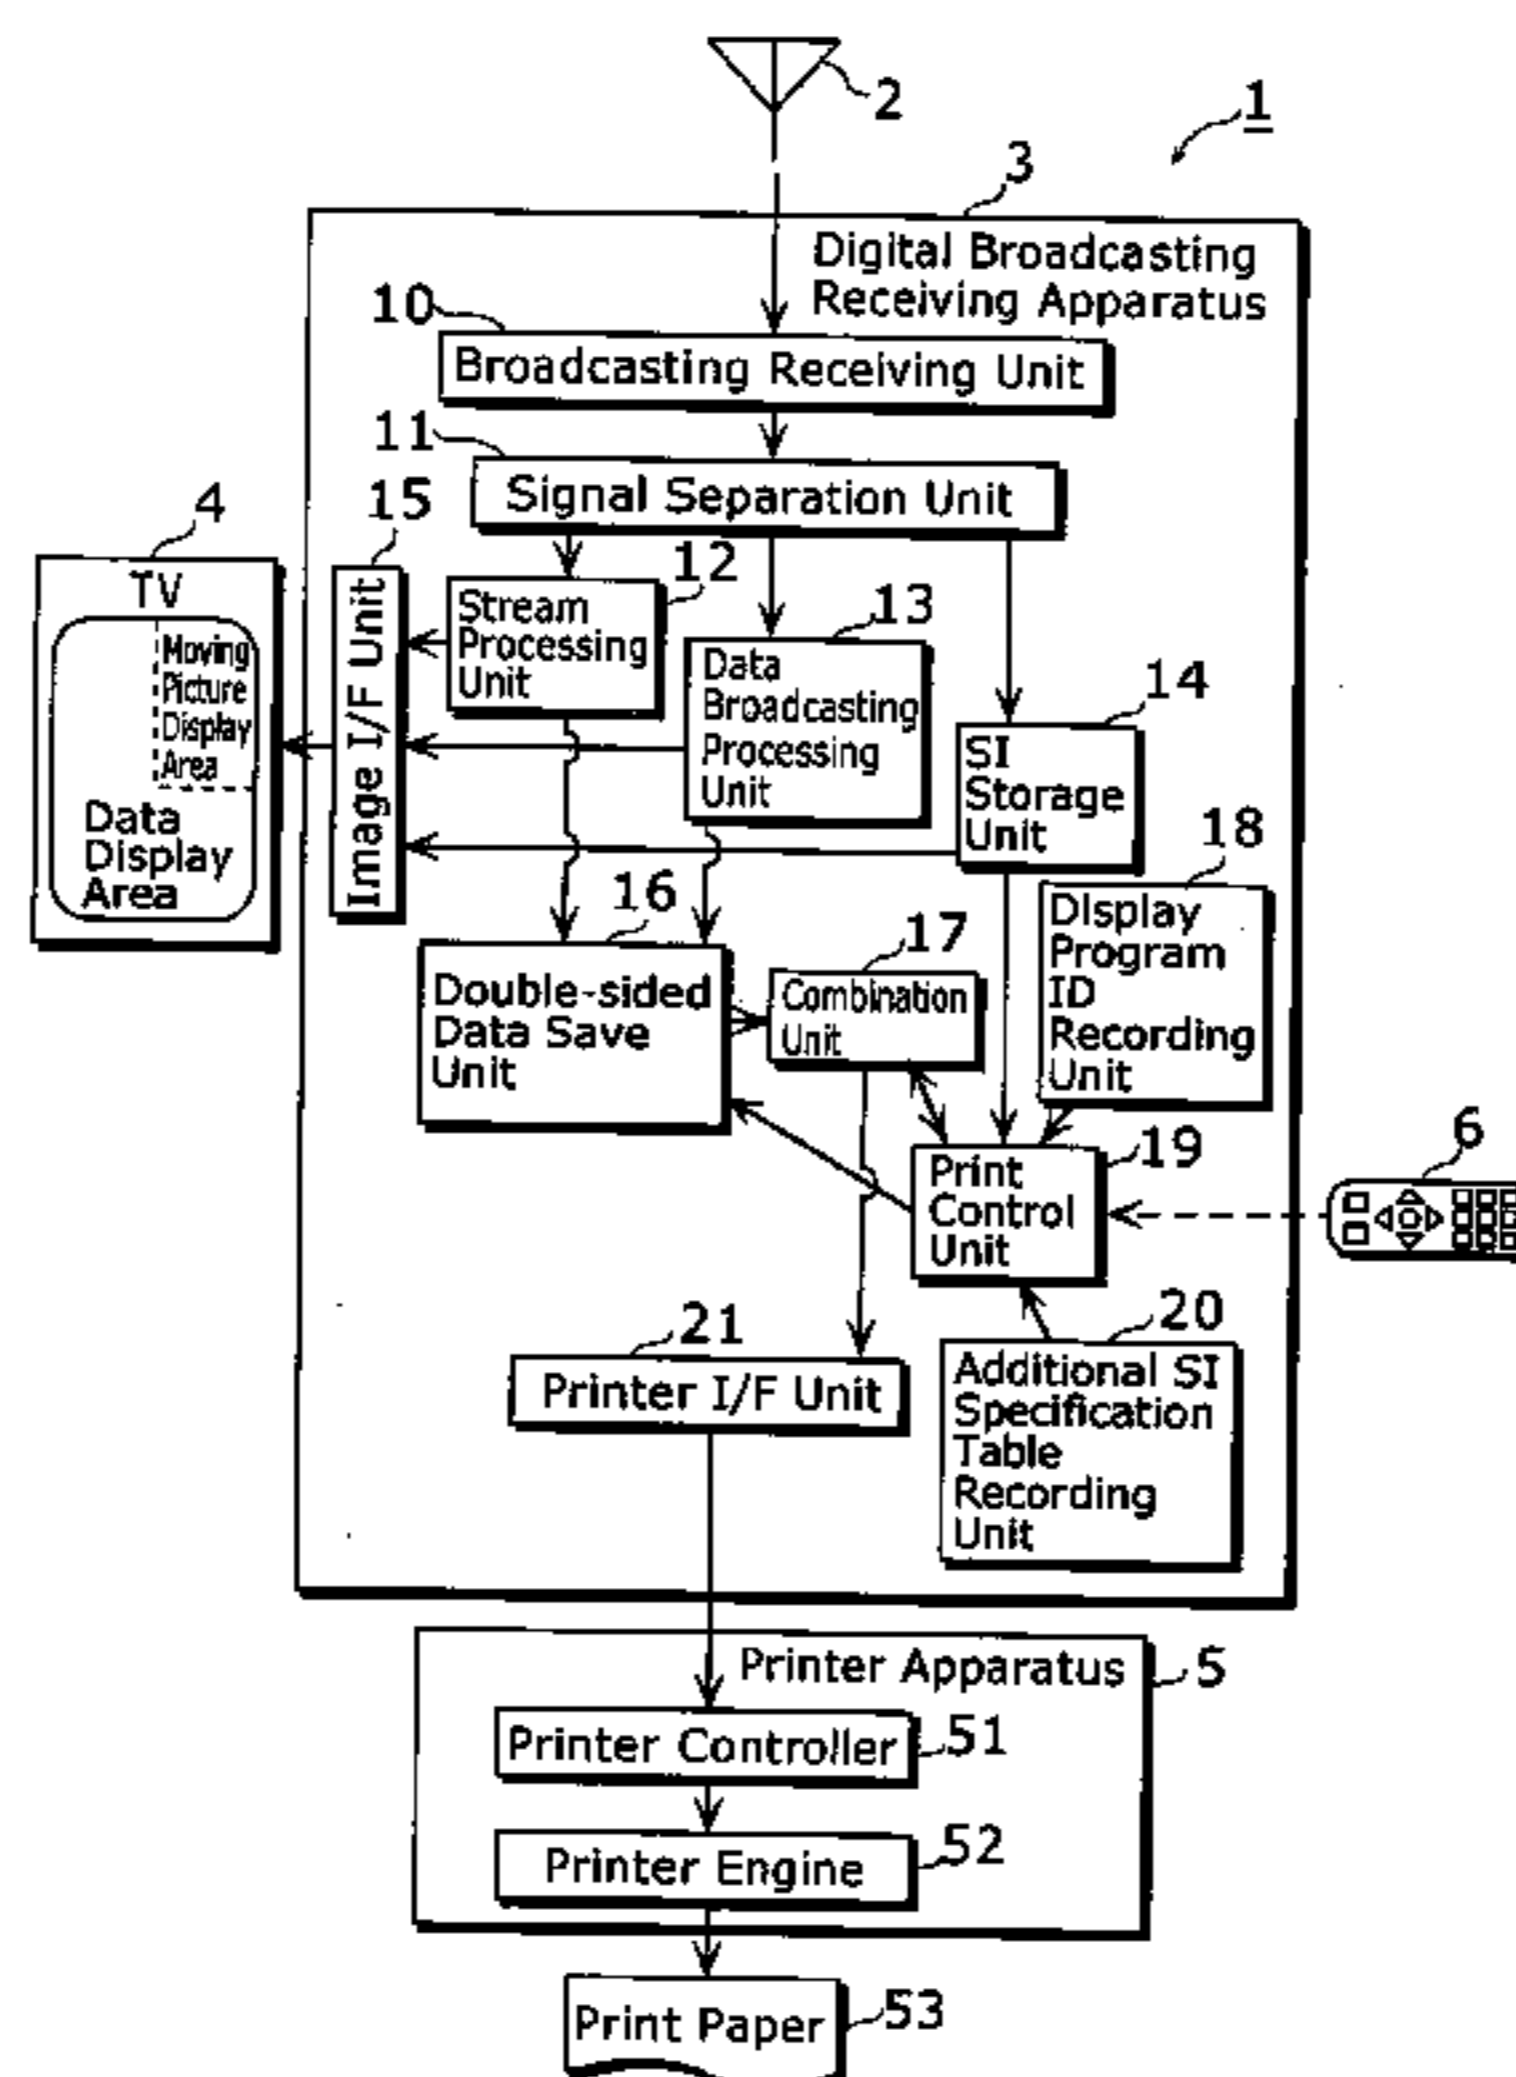 2
1
3
Digital Broadcasting
Receiving Apparatus
10
Broadcasting Receiving Unit
11
Signal Separation Unit
4
TV
Moving
Picture
Display
Area
Data
Display
Area
15
Image I/F Unit
12
Stream
Processing
Unit
13
Data
Broadcasting
Processing
Unit
14
SI
Storage
Unit
18
Display
Program
ID
Recording
Unit
16
Double-sided
Data Save
Unit
17
Combination
Unit
19
Print
Control
Unit
6
20
Additional SI
Specification
Table
Recording
Unit
21
Printer I/F Unit
Printer Apparatus
5
Printer Controller
51
Printer Engine
52
Print Paper
53